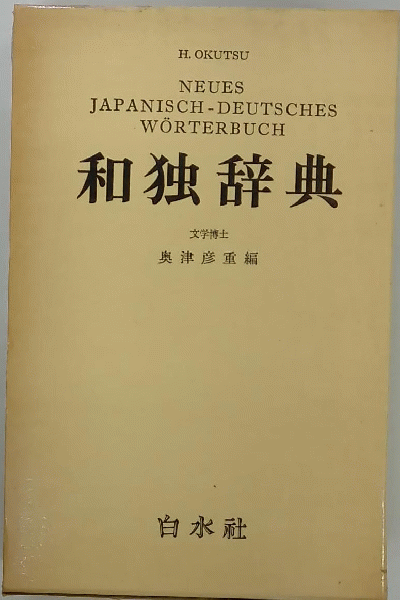 H. OKUTSU
NEUES
JAPANISCH-DEUTSCHES
WÖRTERBUCH
和独辞典
文学博士
奥津彦重編
白水社